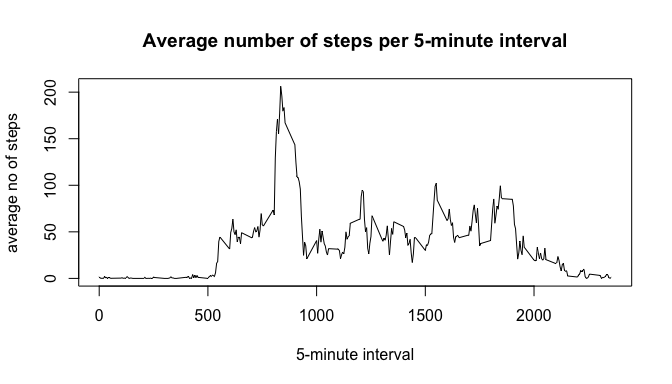 Average number of steps per 5-minute interval
average no of steps
200
150
100
50
0
0 500 1000 1500 2000
5-minute interval